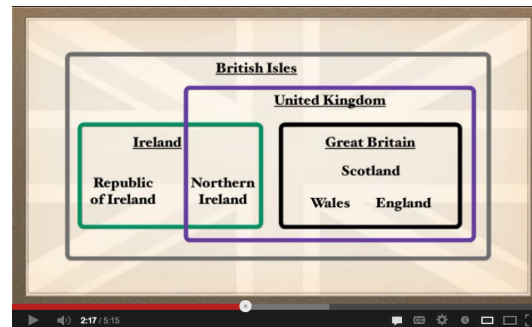 British Isles
United Kingdom
Ireland
Great Britain
Republic
of Ireland
Northern
Ireland
Scotland
Wales England
2:17 / 5:15
CC